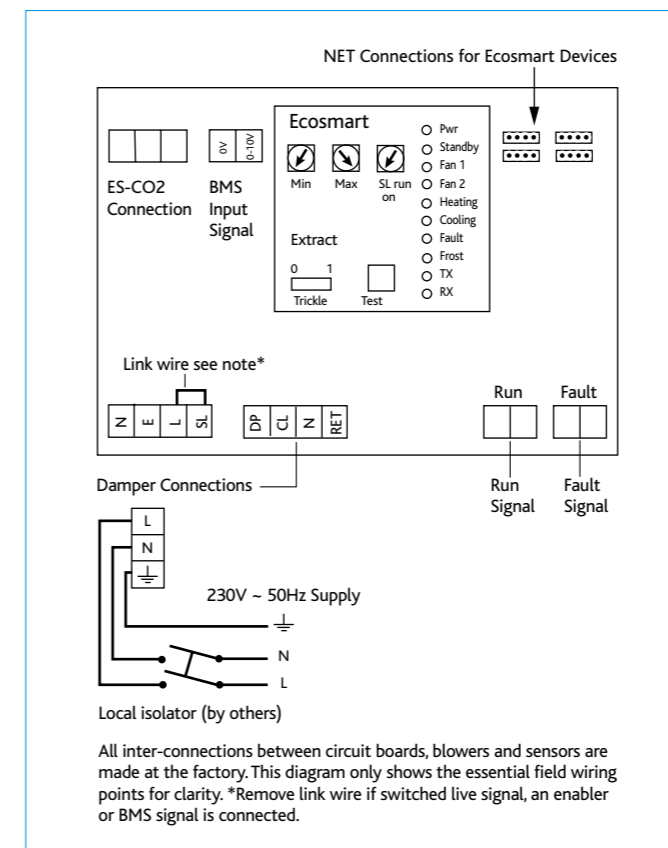 NET Connections for Ecosmart Devices
ES-CO2
Connection
0V
0-10V
BMS
Input
Signal
Ecosmart
Min
Max
SL run
on
Extract
0 1
Trickle
Test
Pwr
Standby
Fan 1
Fan 2
Heating
Cooling
Fault
Frost
TX
RX
Link wire see note*
N
E
L
SL
DP
CL
N
RET
Run
Fault
Damper Connections
Run
Signal
Fault
Signal
L
N
230V ~ 50Hz Supply
N
L
Local isolator (by others)
All inter-connections between circuit boards, blowers and sensors are
made at the factory. This diagram only shows the essential field wiring
points for clarity. *Remove link wire if switched live signal, an enabler
or BMS signal is connected.